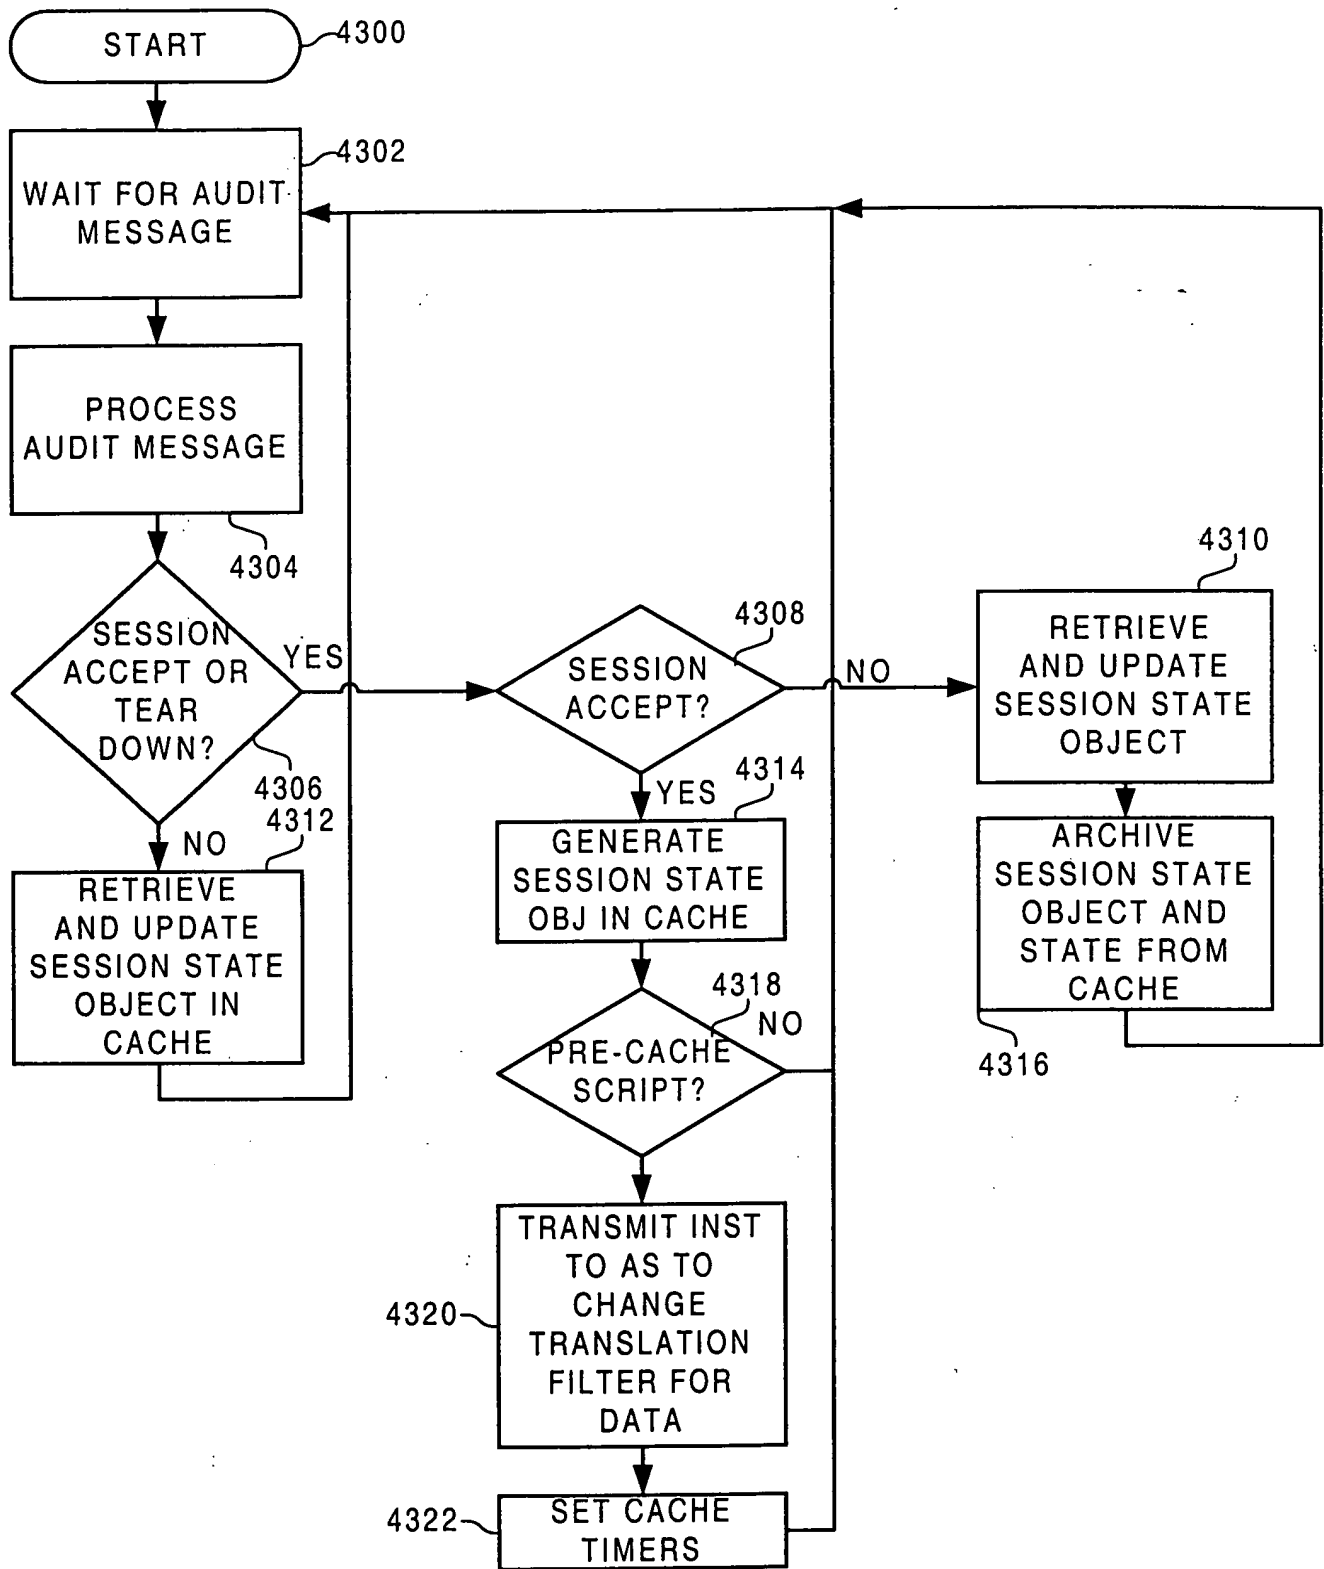 START
4300
4302
WAIT FOR AUDIT
MESSAGE
PROCESS
AUDIT MESSAGE
4304
SESSION
ACCEPT OR
TEAR
DOWN?
YES
4306
NO
4312
RETRIEVE
AND UPDATE
SESSION STATE
OBJECT IN
CACHE
4308
SESSION
ACCEPT?
NO
YES
4310
RETRIEVE
AND UPDATE
SESSION STATE
OBJECT
4314
GENERATE
SESSION STATE
OBJ IN CACHE
ARCHIVE
SESSION STATE
OBJECT AND
STATE FROM
CACHE
4316
4318
NO
PRE-CACHE
SCRIPT?
TRANSMIT INST
TO AS TO
CHANGE
TRANSLATION
FILTER FOR
DATA
4320
SET CACHE
TIMERS
4322